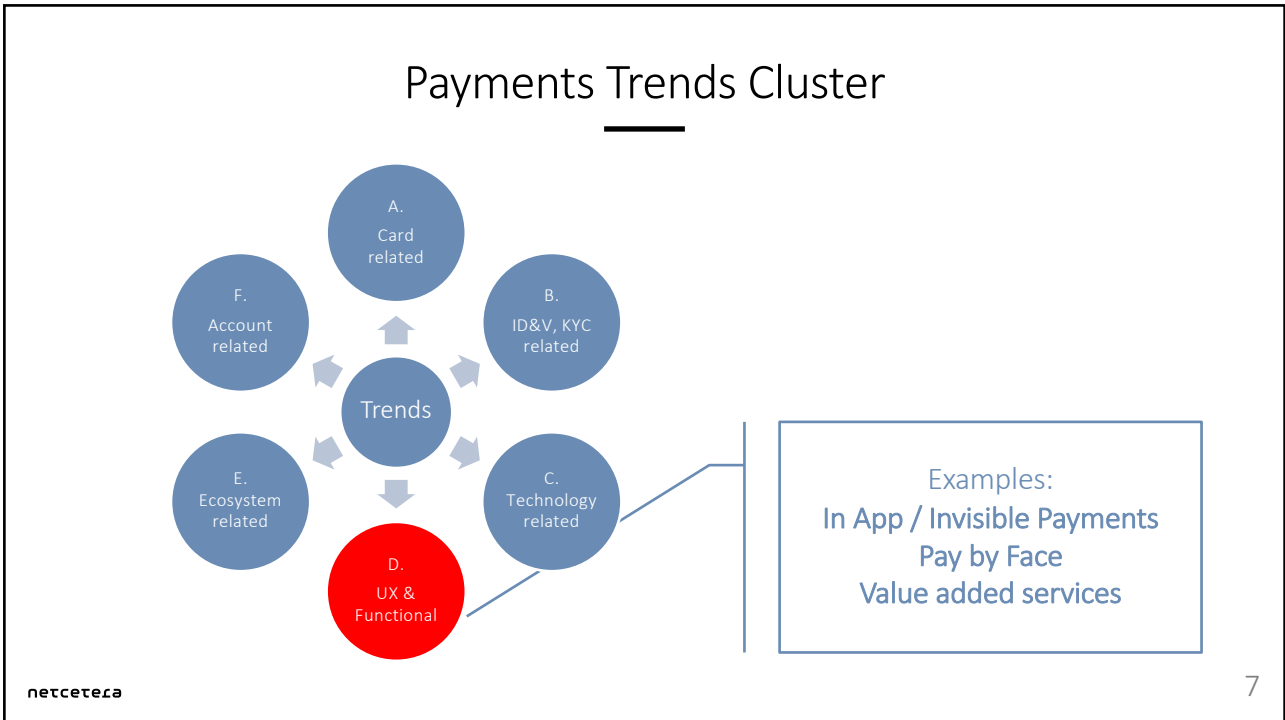 Payments Trends Cluster
A.
Card
related
B.
ID&V, KYC
related
C.
Technology
related
D.
UX &
Functional
E.
Ecosystem
related
F.
Account
related
Trends
Examples:
In App / Invisible Payments
Pay by Face
Value added services
netcetera
7